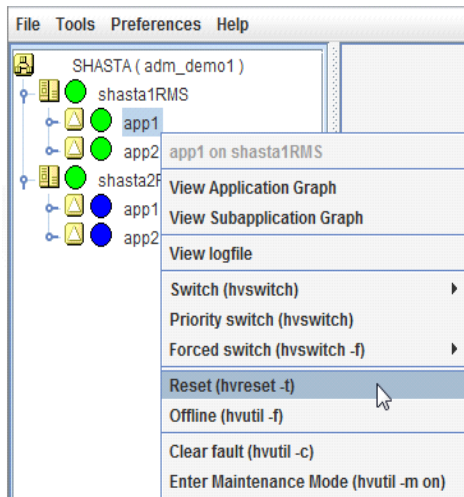 File Tools Preferences Help
SHASTA ( adm_demo1 )
shasta1RMS
app1
app2
shasta2
app1
app2
app1 on shasta1RMS
View Application Graph
View Subapplication Graph
View logfile
Switch (hvswitch)
Priority switch (hvswitch)
Forced switch (hvswitch -f)
Reset (hvreset -t)
Offline (hvutil -f)
Clear fault (hvutil -c)
Enter Maintenance Mode (hvutil -m on)